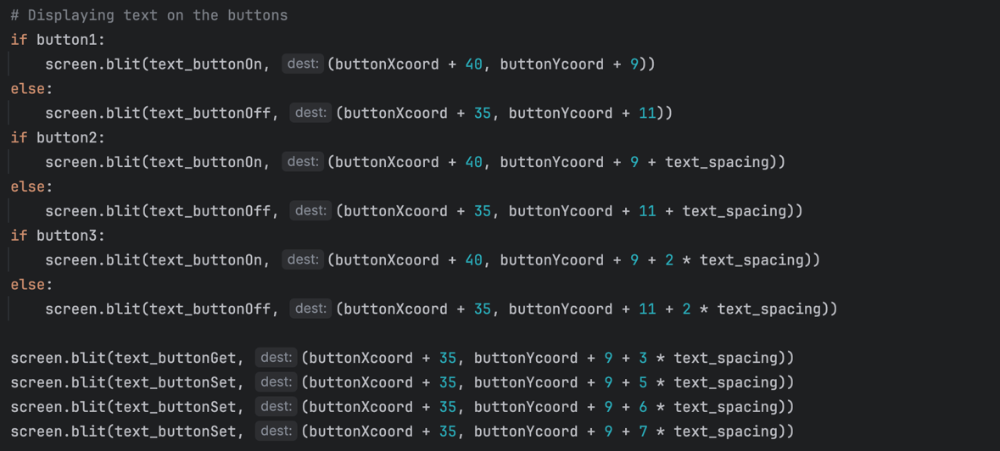 # Displaying text on the buttons
if button1:
    screen.blit(text_buttonOn, dest: (buttonXcoord + 40, buttonYcoord + 9))
else:
    screen.blit(text_buttonOff, dest: (buttonXcoord + 35, buttonYcoord + 11))
if button2:
    screen.blit(text_buttonOn, dest: (buttonXcoord + 40, buttonYcoord + 9 + text_spacing))
else:
    screen.blit(text_buttonOff, dest: (buttonXcoord + 35, buttonYcoord + 11 + text_spacing))
if button3:
    screen.blit(text_buttonOn, dest: (buttonXcoord + 40, buttonYcoord + 9 + 2 * text_spacing))
else:
    screen.blit(text_buttonOff, dest: (buttonXcoord + 35, buttonYcoord + 11 + 2 * text_spacing))
screen.blit(text_buttonGet, dest: (buttonXcoord + 35, buttonYcoord + 9 + 3 * text_spacing))
screen.blit(text_buttonSet, dest: (buttonXcoord + 35, buttonYcoord + 9 + 5 * text_spacing))
screen.blit(text_buttonSet, dest: (buttonXcoord + 35, buttonYcoord + 9 + 6 * text_spacing))
screen.blit(text_buttonSet, dest: (buttonXcoord + 35, buttonYcoord + 9 + 7 * text_spacing))